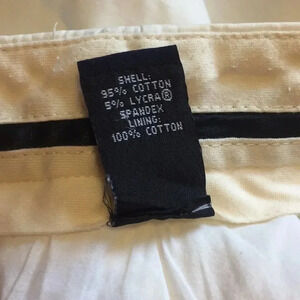 SHELL:
95% COTTON
5% LYCRA®
SPANDEX
LINING:
100% COTTON